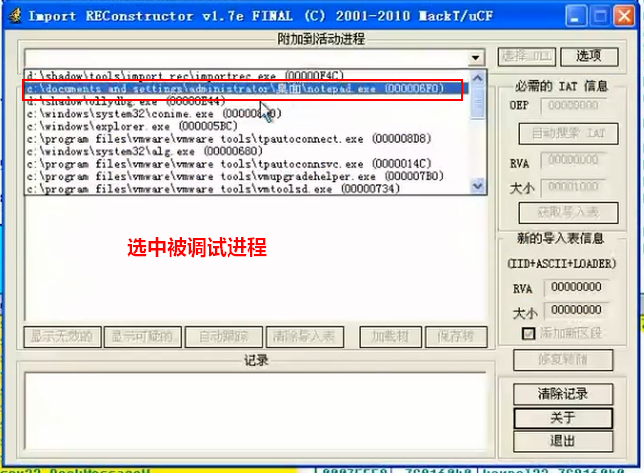 Import REConstructor v1.7e FINAL (C) 2001-2010 MackT/uCF
附加到活动进程
选择 DLL
选项
d:\shadow\tools\import rec\importrec.exe (00000F4C)
c:\documents and settings\administrator\桌面\notepad.exe (000006F0)
d:\shadow\ollydbg.exe (00000E44)
c:\windows\system32\conime.exe
c:\windows\explorer.exe (000005BC)
c:\program files\vmware\vmware tools\tpautoconnect.exe (000008D8)
c:\windows\system32\alg.exe (00000680)
c:\program files\vmware\vmware tools\tpautoconnsvc.exe (0000014C)
c:\program files\vmware\vmware tools\vmupgradehelper.exe (000007B0)
c:\program files\vmware\vmware tools\vmtoolsd.exe (00000734)
必需的 IAT 信息
OEP 00000000
自动搜索 IAT
RVA 00000000
大小 00001000
获取导入表
选中被调试进程
新的导入表信息
(IID+ASCII+LOADER)
RVA 00000000
大小 00000000
添加新区段
显示无效的
显示可疑的
自动跟踪
清除导入表
加载树
保存树
修复转储
记录
清除记录
关于
退出